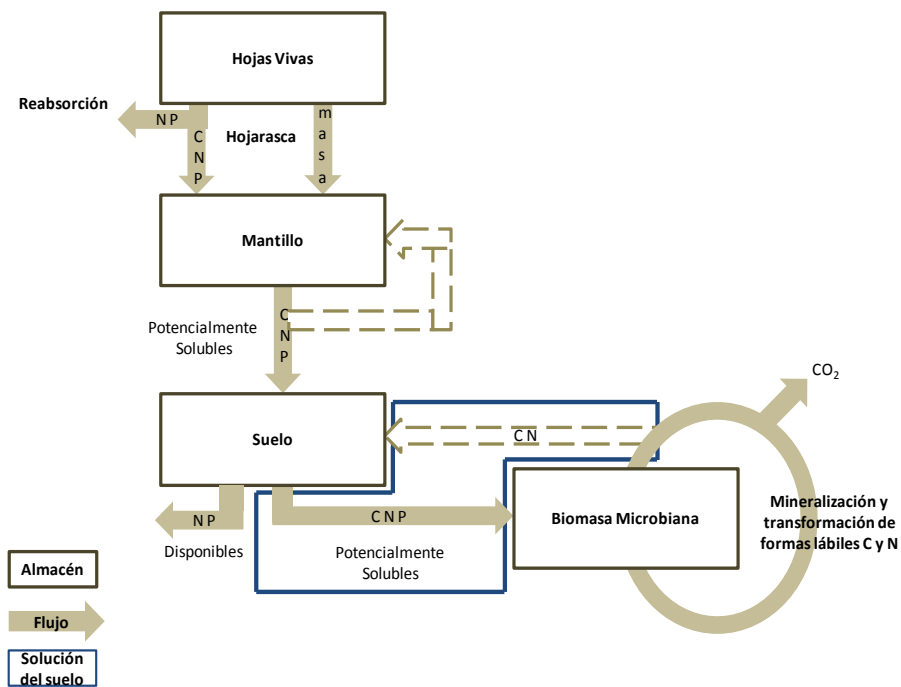 Hojas Vivas
Reabsorción
N P
C N P
Hojarasca
masa
Mantillo
Potencialmente
Solubles
C N P
Suelo
C N
CO₂
N P
Disponibles
C N P
Potencialmente
Solubles
Biomasa Microbiana
Mineralización y
transformación de
formas lábiles C y N
Almacén
Flujo
Solución
del suelo